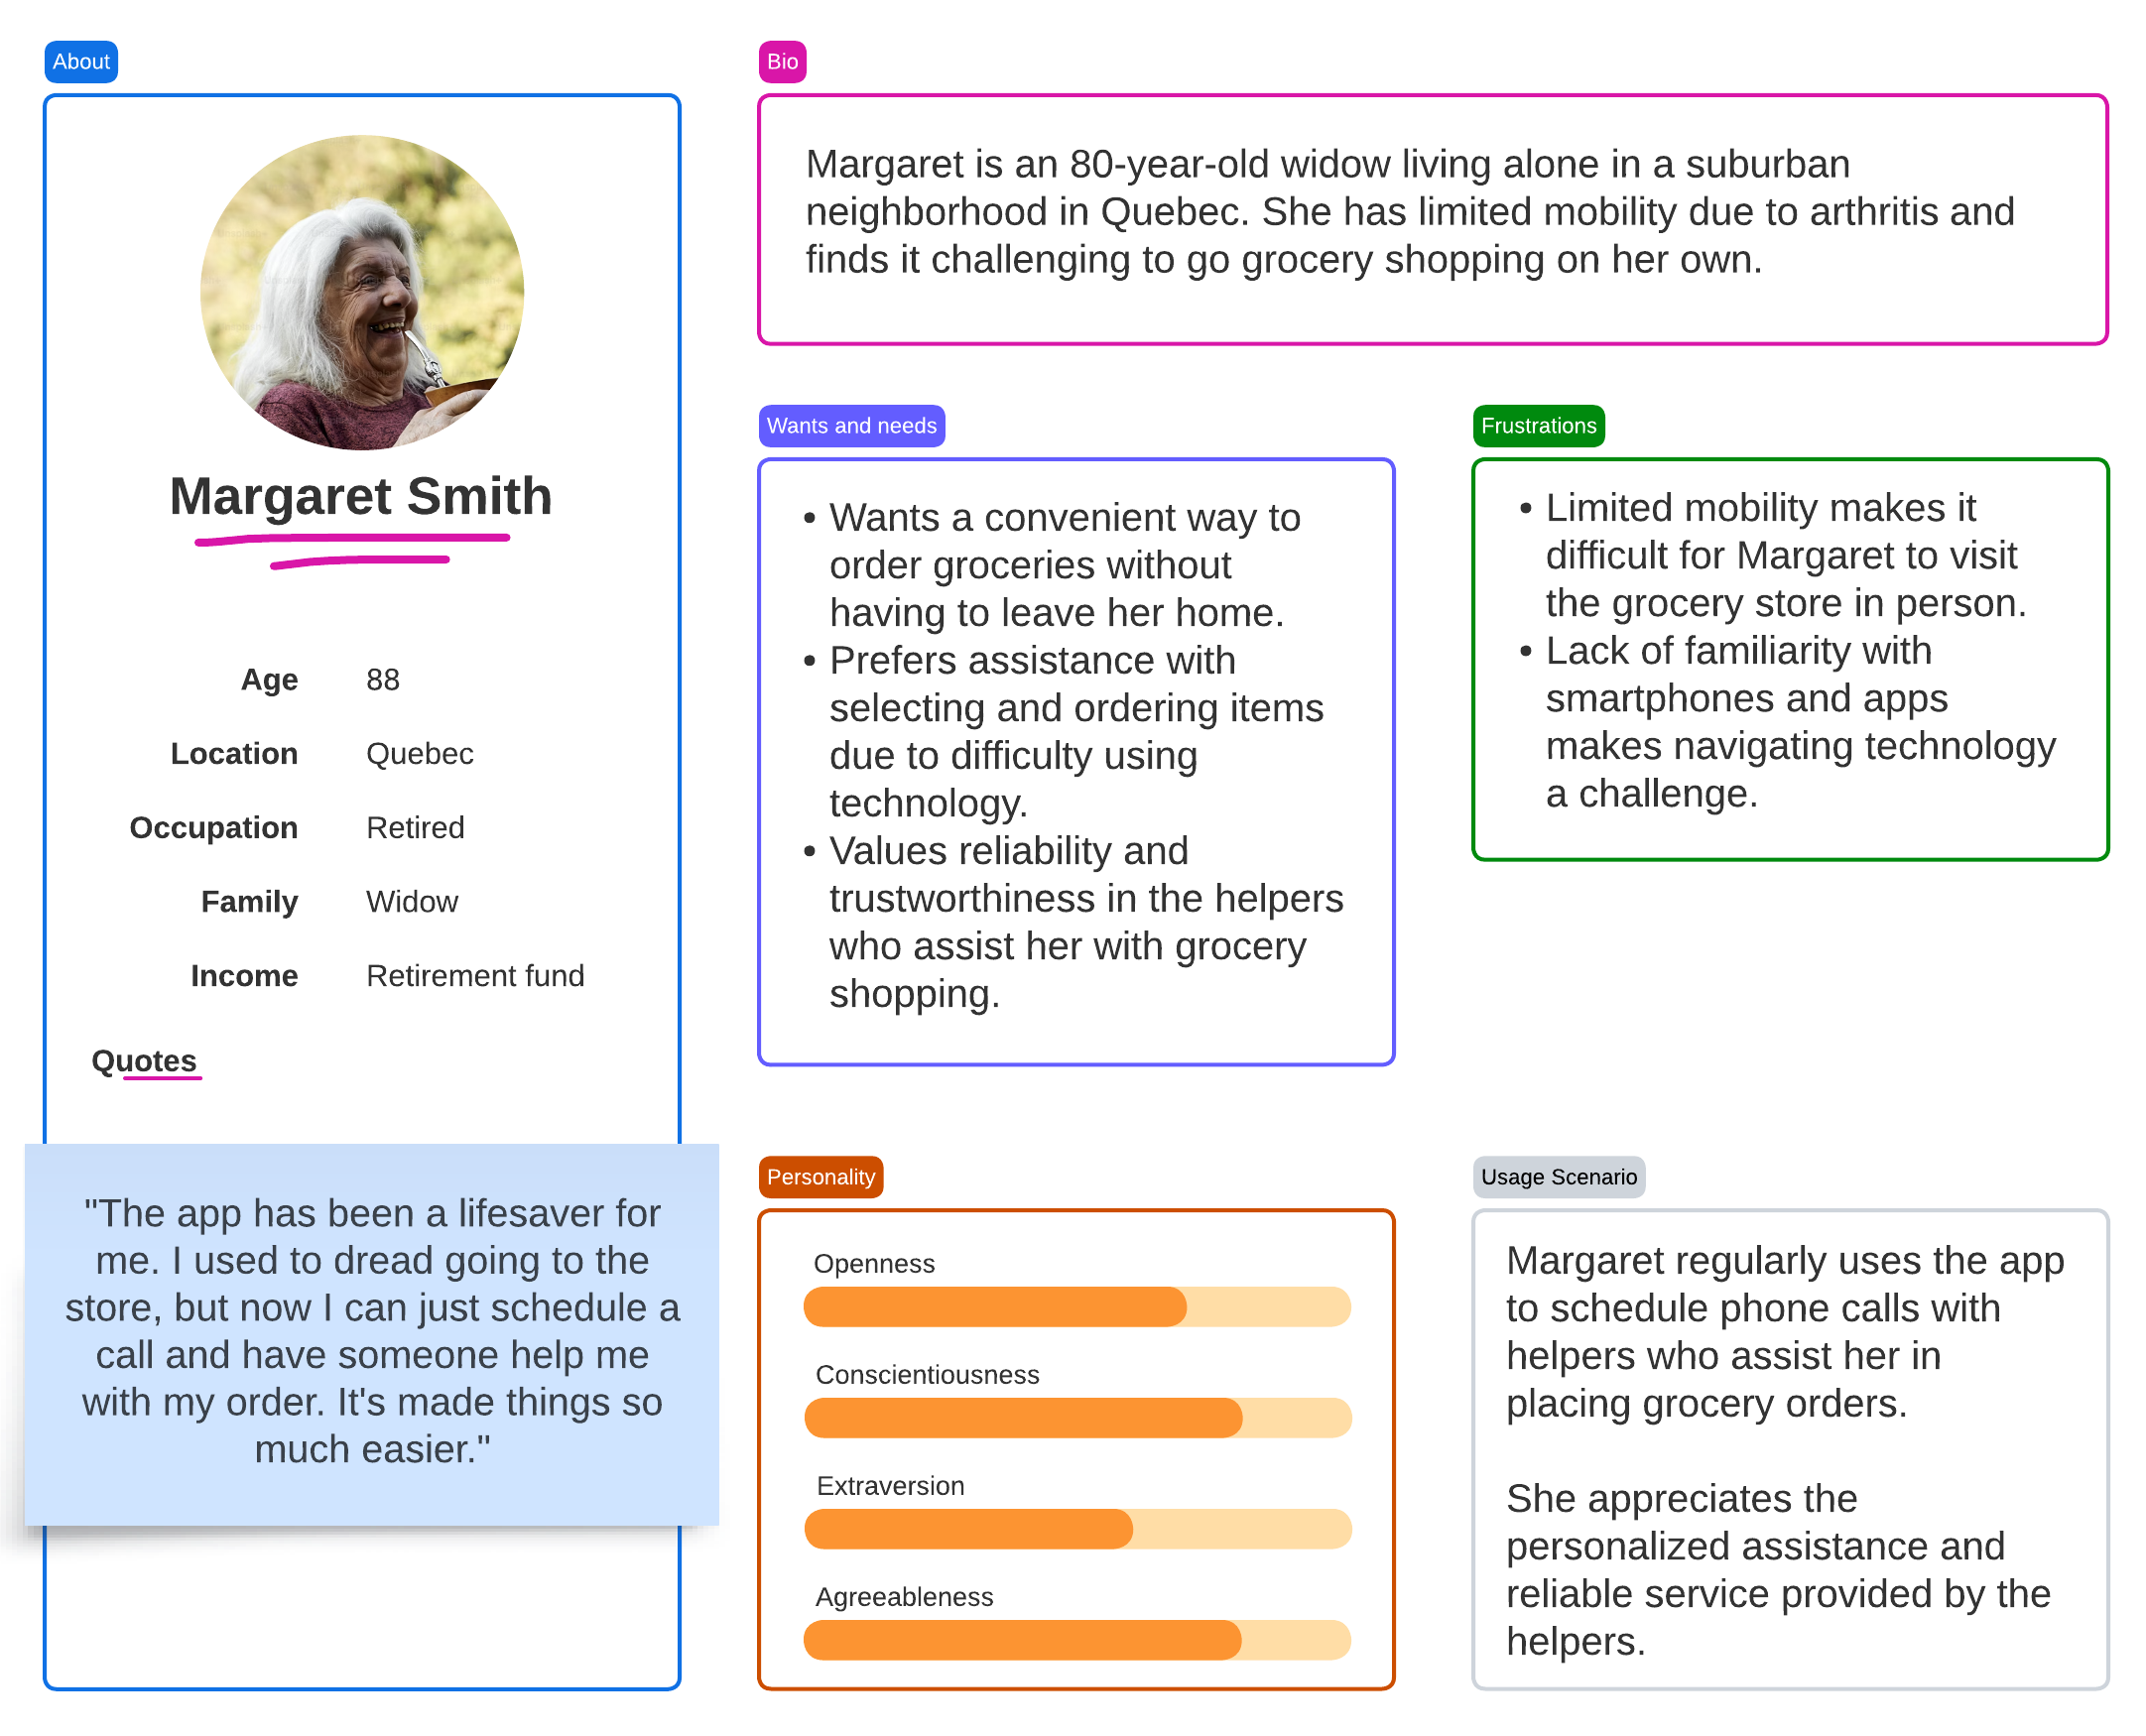 About
Margaret Smith
Age 88
Location Quebec
Occupation Retired
Family Widow
Income Retirement fund
Quotes
"The app has been a lifesaver for
me. I used to dread going to the
store, but now I can just schedule a
call and have someone help me
with my order. It's made things so
much easier."
Bio
Margaret is an 80-year-old widow living alone in a suburban
neighborhood in Quebec. She has limited mobility due to arthritis and
finds it challenging to go grocery shopping on her own.
Wants and needs
• Wants a convenient way to
order groceries without
having to leave her home.
• Prefers assistance with
selecting and ordering items
due to difficulty using
technology.
• Values reliability and
trustworthiness in the helpers
who assist her with grocery
shopping.
Frustrations
• Limited mobility makes it
difficult for Margaret to visit
the grocery store in person.
• Lack of familiarity with
smartphones and apps
makes navigating technology
a challenge.
Personality
Openness
Conscientiousness
Extraversion
Agreeableness
Usage Scenario
Margaret regularly uses the app
to schedule phone calls with
helpers who assist her in
placing grocery orders.
She appreciates the
personalized assistance and
reliable service provided by the
helpers.